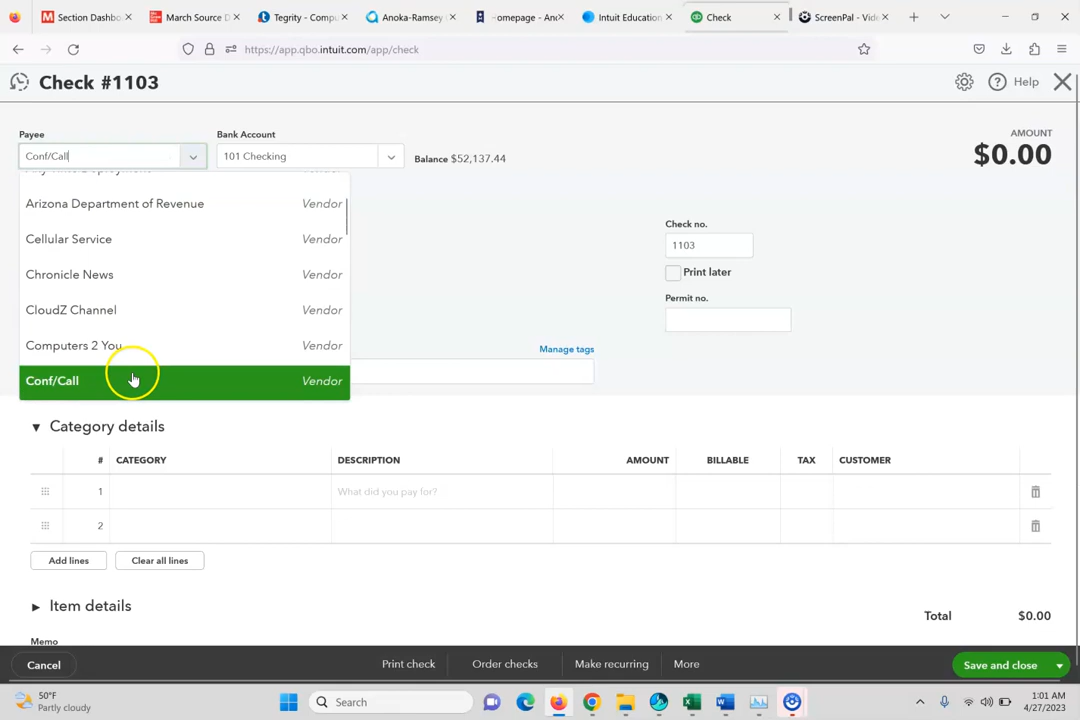 Section Dashbo
March Source D
Tegrity - Compu
Anoka-Ramsey
Homepage - Ano
Intuit Education
Check
ScreenPal - Vid
https://app.qbo.intuit.com/app/check
Check #1103
Help
Payee
Bank Account
AMOUNT
Conf/Call
101 Checking
Balance $52,137.44
$0.00
Arizona Department of Revenue
Vendor
Check no.
Cellular Service
Vendor
1103
Chronicle News
Vendor
Print later
Permit no.
CloudZ Channel
Vendor
Computers 2 You
Vendor
Manage tags
Conf/Call
Vendor
Category details
# CATEGORY DESCRIPTION AMOUNT BILLABLE TAX CUSTOMER
1 What did you pay for?
2
Add lines
Clear all lines
Item details
Total $0.00
Memo
Cancel
Print check
Order checks
Make recurring
More
Save and close
50°F
Partly cloudy
Search
1:01 AM
4/27/2023